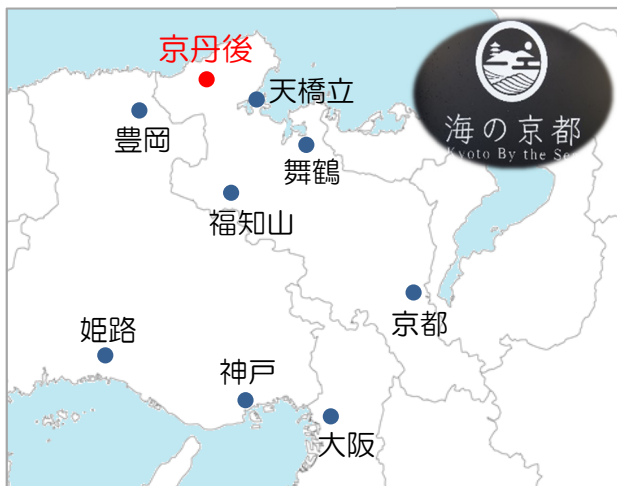 京丹後
天橋立
豊岡
舞鶴
福知山
海の京都
Kyoto By the Se
京都
姫路
神戸
大阪